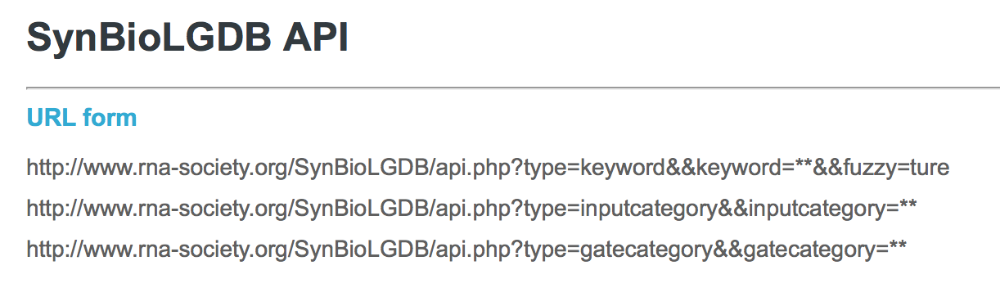 SynBioLGDB API
URL form
http://www.rna-society.org/SynBioLGDB/api.php?type=keyword&&keyword=**&&fuzzy=ture
http://www.rna-society.org/SynBioLGDB/api.php?type=inputcategory&&inputcategory=**
http://www.rna-society.org/SynBioLGDB/api.php?type=gatecategory&&gatecategory=**